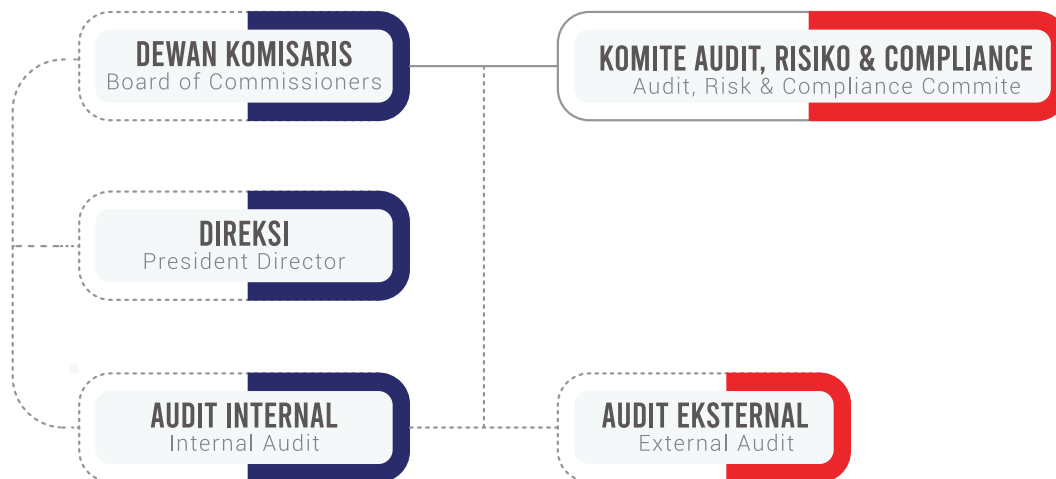 DEWAN KOMISARIS
Board of Commissioners
KOMITE AUDIT, RISIKO & COMPLIANCE
Audit, Risk & Compliance Commite
DIREKSI
President Director
AUDIT INTERNAL
Internal Audit
AUDIT EKSTERNAL
External Audit